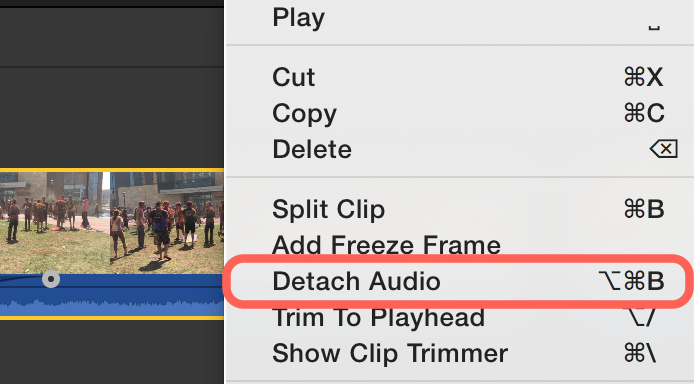 Play ␣
Cut ⌘X
Copy ⌘C
Delete ⌫
Split Clip ⌘B
Add Freeze Frame
Detach Audio ⌥⌘B
Trim To Playhead ⌥/
Show Clip Trimmer ⌘\